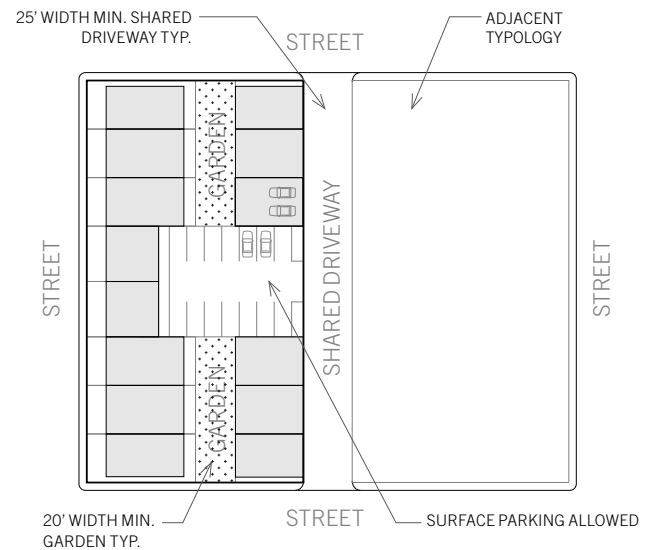 25' WIDTH MIN. SHARED
DRIVEWAY TYP.
STREET
ADJACENT
TYPOLOGY
GARDEN
STREET
SHARED DRIVEWAY
STREET
GARDEN
20' WIDTH MIN.
GARDEN TYP.
STREET
SURFACE PARKING ALLOWED